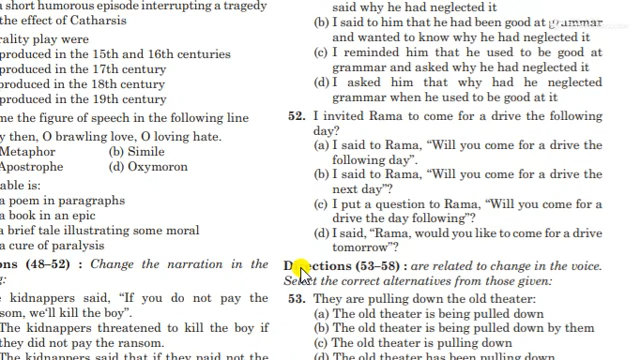 a short humorous episode interrupting a tragedy
the effect of Catharsis
rality play were
produced in the 15th and 16th centuries
produced in the 17th century
produced in the 18th century
produced in the 19th century
me the figure of speech in the following line
y then, O brawling love, O loving hate.
Metaphor (b) Simile
Apostrophe (d) Oxymoron
able is:
a poem in paragraphs
a book in an epic
a brief tale illustrating some moral
a cure of paralysis
ons (48–52) : Change the narration in the
g:
e kidnappers said, “If you do not pay the
som, we'll kill the boy”.
The kidnappers threatened to kill the boy if
they did not pay the ransom.
The kidnappers said that if they paid not the
said why he had neglected it
(b) I said to him that he had been good at grammar
and wanted to know why he had neglected it
(c) I reminded him that he used to be good at
grammar and asked why he had neglected it
(d) I asked him that why had he neglected
grammar when he used to be good at it
52. I invited Rama to come for a drive the following
day?
(a) I said to Rama, “Will you come for a drive the
following day”.
(b) I said to Rama, “Will you come for a drive the
next day”?
(c) I put a question to Rama, “Will you come for a
drive the day following”?
(d) I said, “Rama, would you like to come for a drive
tomorrow”?
Directions (53–58) : are related to change in the voice.
Select the correct alternatives from those given:
53. They are pulling down the old theater:
(a) The old theater is being pulled down
(b) The old theater is being pulled down by them
(c) The old theater is pulling down
(d) The old theater has been pulling down